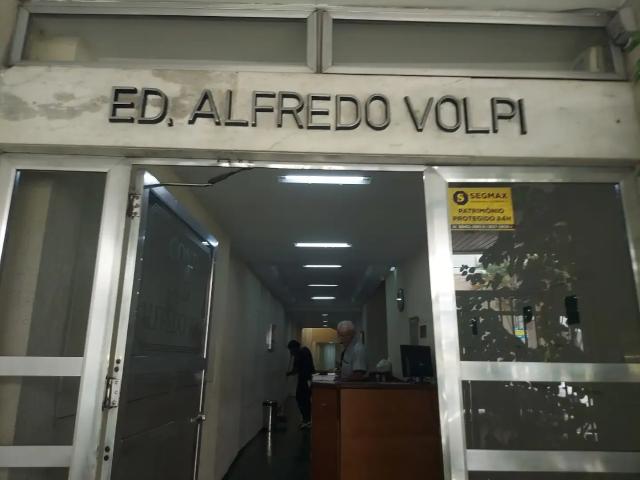 ED. ALFREDO VOLPI
SEGMAX
PATRIMÔNIO
PROTEGIDO 24H